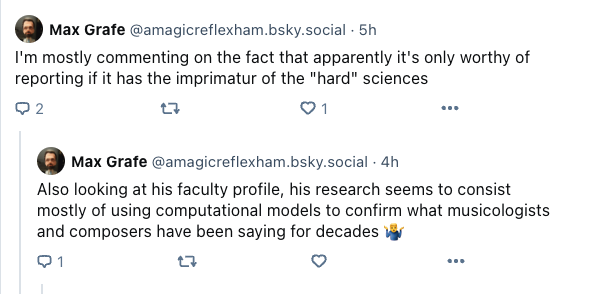 Max Grafe @amagicreflexham.bsky.social · 5h
I'm mostly commenting on the fact that apparently it's only worthy of
reporting if it has the imprimatur of the "hard" sciences
2 1
Max Grafe @amagicreflexham.bsky.social · 4h
Also looking at his faculty profile, his research seems to consist
mostly of using computational models to confirm what musicologists
and composers have been saying for decades 🤷‍♂️
1